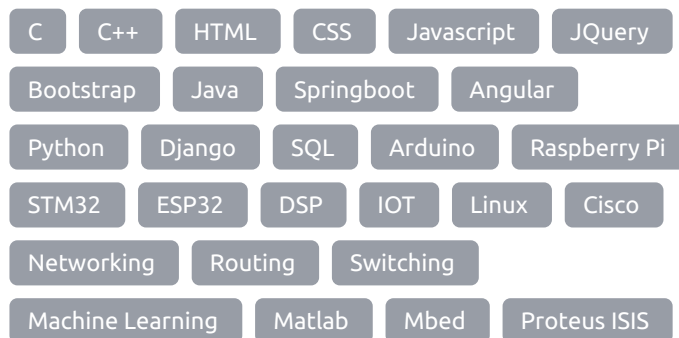 C C++ HTML CSS Javascript JQuery
Bootstrap Java Springboot Angular
Python Django SQL Arduino Raspberry Pi
STM32 ESP32 DSP IOT Linux Cisco
Networking Routing Switching
Machine Learning Matlab Mbed Proteus ISIS